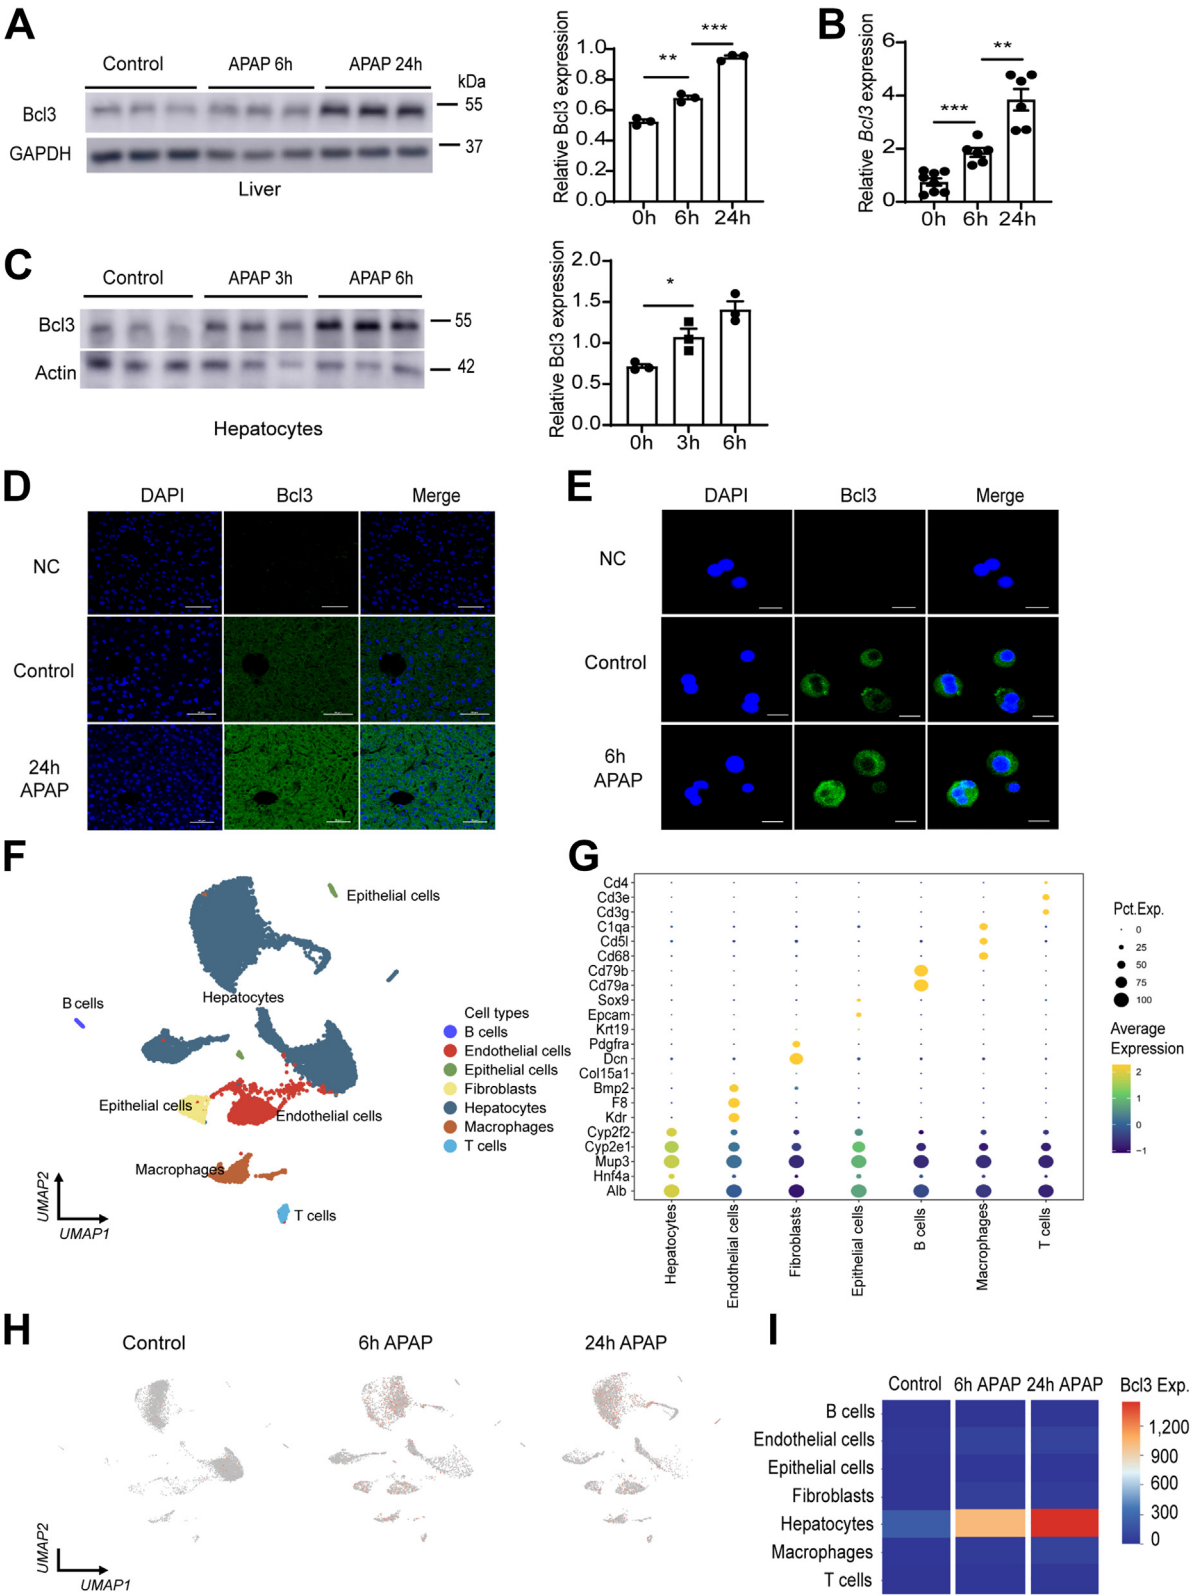 A
Control APAP 6h APAP 24h
kDa
Bcl3
55
GAPDH
37
Liver
Relative Bcl3 expression
1.0
0.8
0.6
0.4
0.2
0.0
**
***
0h 6h 24h
B
Relative Bcl3 expression
6
4
2
0
***
**
0h 6h 24h
C
Control APAP 3h APAP 6h
Bcl3
55
Actin
42
Hepatocytes
Relative Bcl3 expression
2.0
1.5
1.0
0.5
0.0
*
0h 3h 6h
D
DAPI Bcl3 Merge
NC
Control
24h
APAP
E
DAPI Bcl3 Merge
NC
Control
6h
APAP
F
Epithelial cells
Hepatocytes
B cells
Epithelial cells
Endothelial cells
Macrophages
T cells
Cell types
B cells
Endothelial cells
Epithelial cells
Fibroblasts
Hepatocytes
Macrophages
T cells
UMAP2
UMAP1
G
Cd4
Cd3e
Cd3g
C1qa
Cd5l
Cd68
Cd79b
Cd79a
Sox9
Epcam
Krt19
Pdgfra
Dcn
Col15a1
Bmp2
F8
Kdr
Cyp2f2
Cyp2e1
Mup3
Hnf4a
Alb
Hepatocytes
Endothelial cells
Fibroblasts
Epithelial cells
B cells
Macrophages
T cells
Pct.Exp.
0
25
50
75
100
Average
Expression
2
1
0
−1
H
Control 6h APAP 24h APAP
UMAP2
UMAP1
I
Control 6h APAP 24h APAP
B cells
Endothelial cells
Epithelial cells
Fibroblasts
Hepatocytes
Macrophages
T cells
Bcl3 Exp.
1,200
900
600
300
0